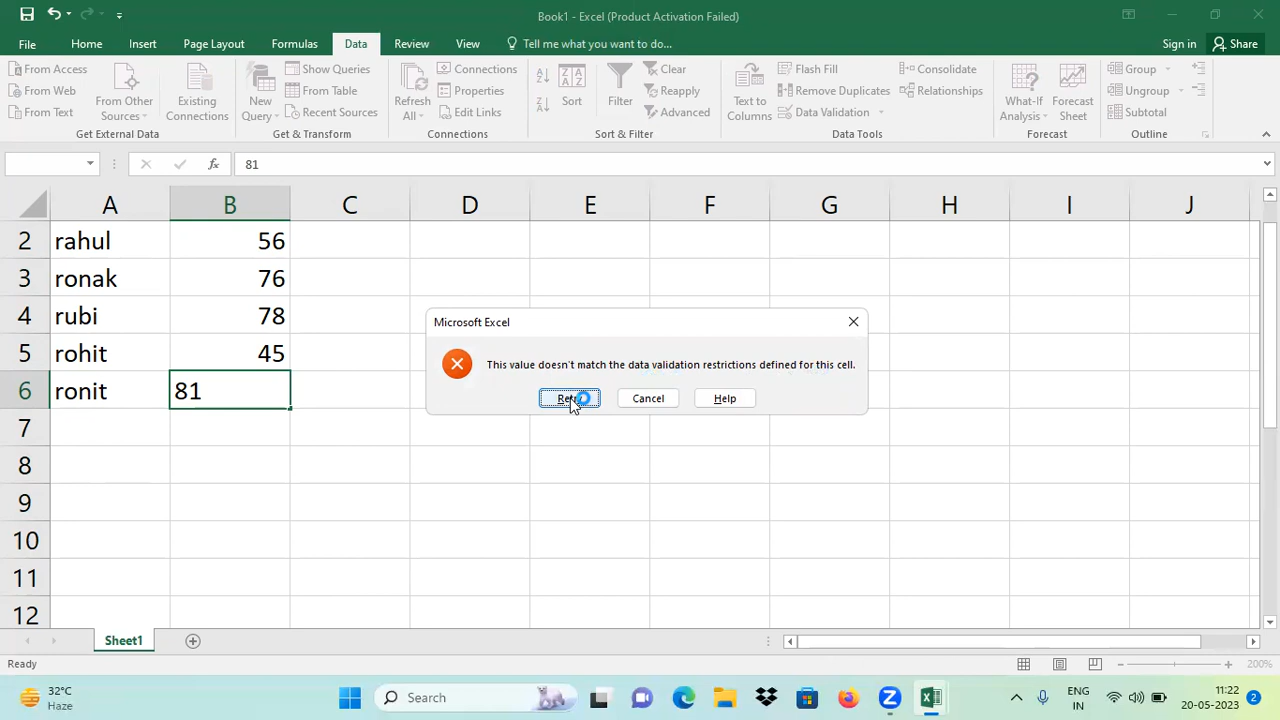 Book1 - Excel (Product Activation Failed)
File Home Insert Page Layout Formulas Data Review View Tell me what you want to do... Sign in Share
From Access
From Web
From Text
From Other Sources
Existing Connections
Get External Data
New Query
Show Queries
From Table
Recent Sources
Get & Transform
Refresh All
Connections
Properties
Edit Links
Connections
Sort
Filter
Clear
Reapply
Advanced
Sort & Filter
Text to Columns
Flash Fill
Remove Duplicates
Data Validation
Consolidate
Relationships
Data Tools
What-If Analysis
Forecast Sheet
Forecast
Group
Ungroup
Subtotal
Outline
fx 81
A B C D E F G H I J
2 rahul 56
3 ronak 76
4 rubi 78
5 rohit 45
6 ronit 81
7
8
9
10
11
12
Microsoft Excel
This value doesn't match the data validation restrictions defined for this cell.
Cancel Help
Sheet1
Ready 200%
32°C
Haze
Search
ENG
IN
11:22
20-05-2023
2